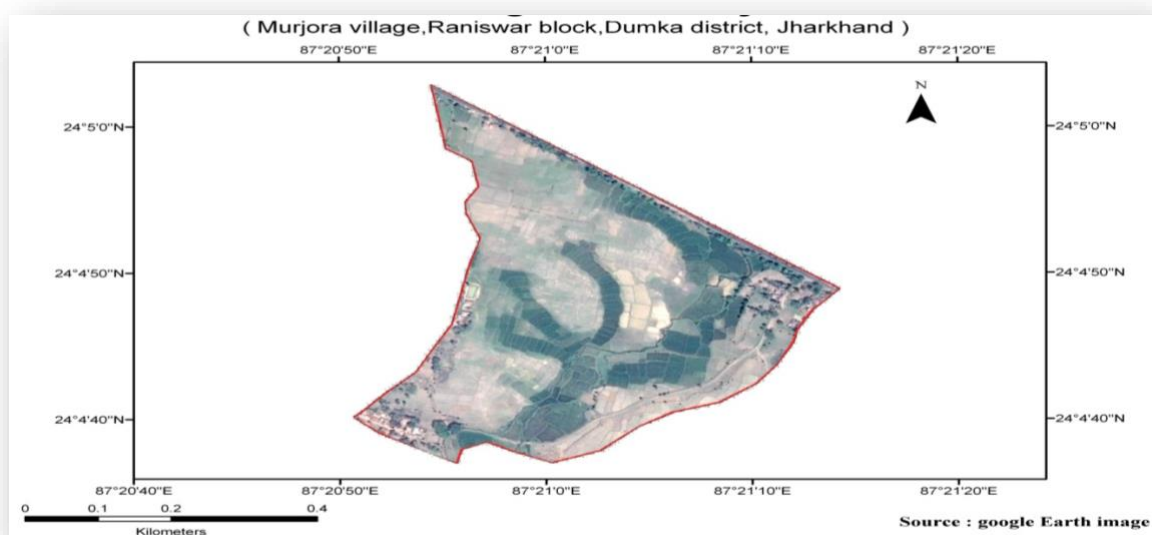 ( Murjora village,Raniswar block,Dumka district, Jharkhand )
87°20'50"E 87°21'0"E 87°21'10"E 87°21'20"E
N
24°5'0"N 24°5'0"N
24°4'50"N 24°4'50"N
24°4'40"N 24°4'40"N
87°20'40"E 87°20'50"E 87°21'0"E 87°21'10"E 87°21'20"E
0 0.1 0.2 0.4
Kilometers
Source : google Earth image